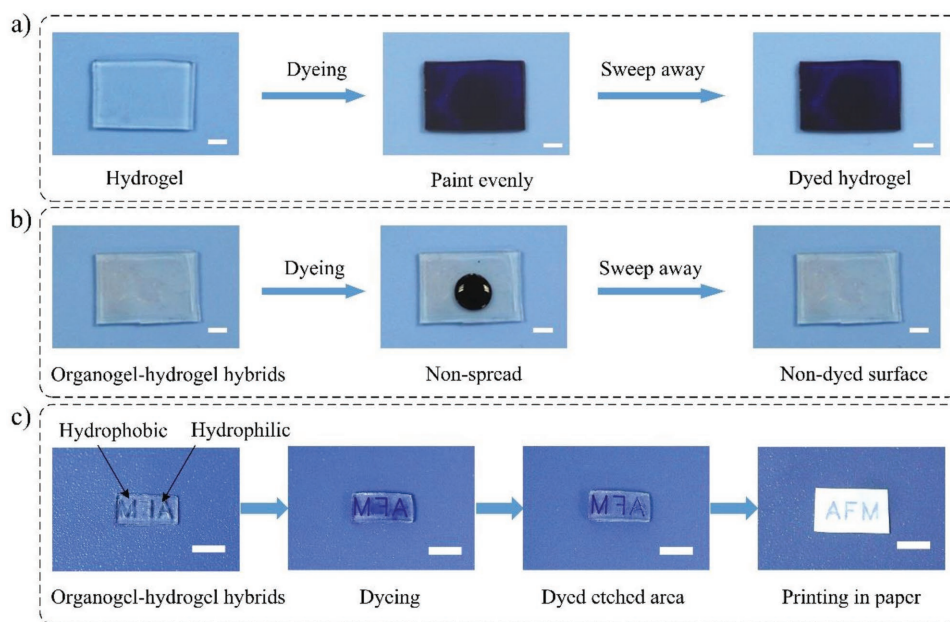 a)
Dyeing
Sweep away
Hydrogel
Paint evenly
Dyed hydrogel
b)
Dyeing
Sweep away
Organogel-hydrogel hybrids
Non-spread
Non-dyed surface
c)
Hydrophobic
Hydrophilic
AFM
Organogel-hydrogel hybrids
Dyeing
Dyed etched area
Printing in paper